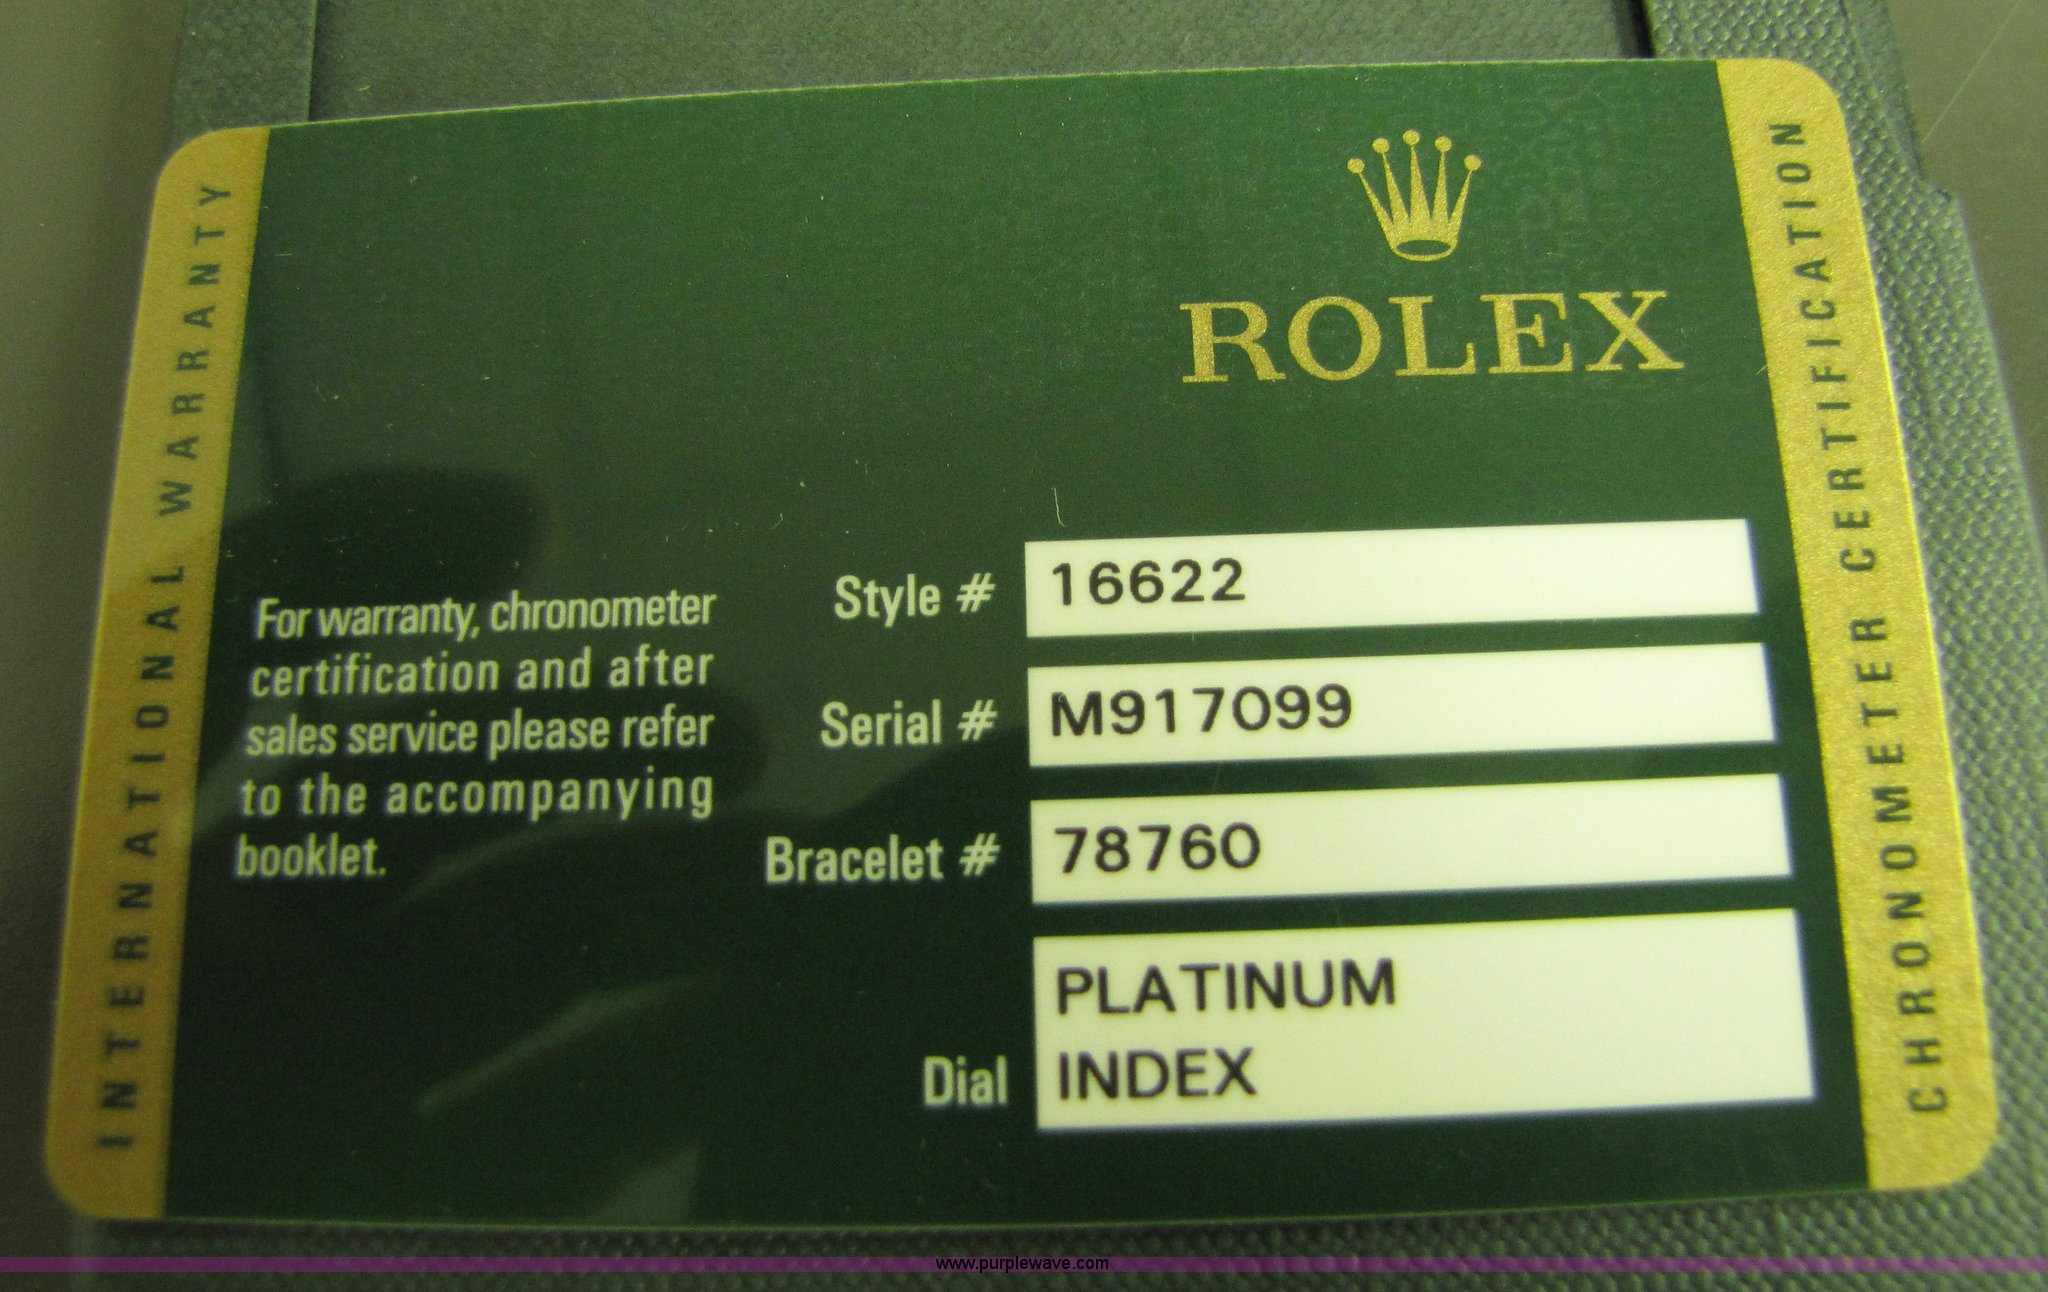 INTERNATIONAL WARRANTY
ROLEX
For warranty, chronometer
certification and after
sales service please refer
to the accompanying
booklet.
Style # 16622
Serial # M917099
Bracelet # 78760
Dial PLATINUM
INDEX
CHRONOMETER CERTIFICATION
www.purplewave.com